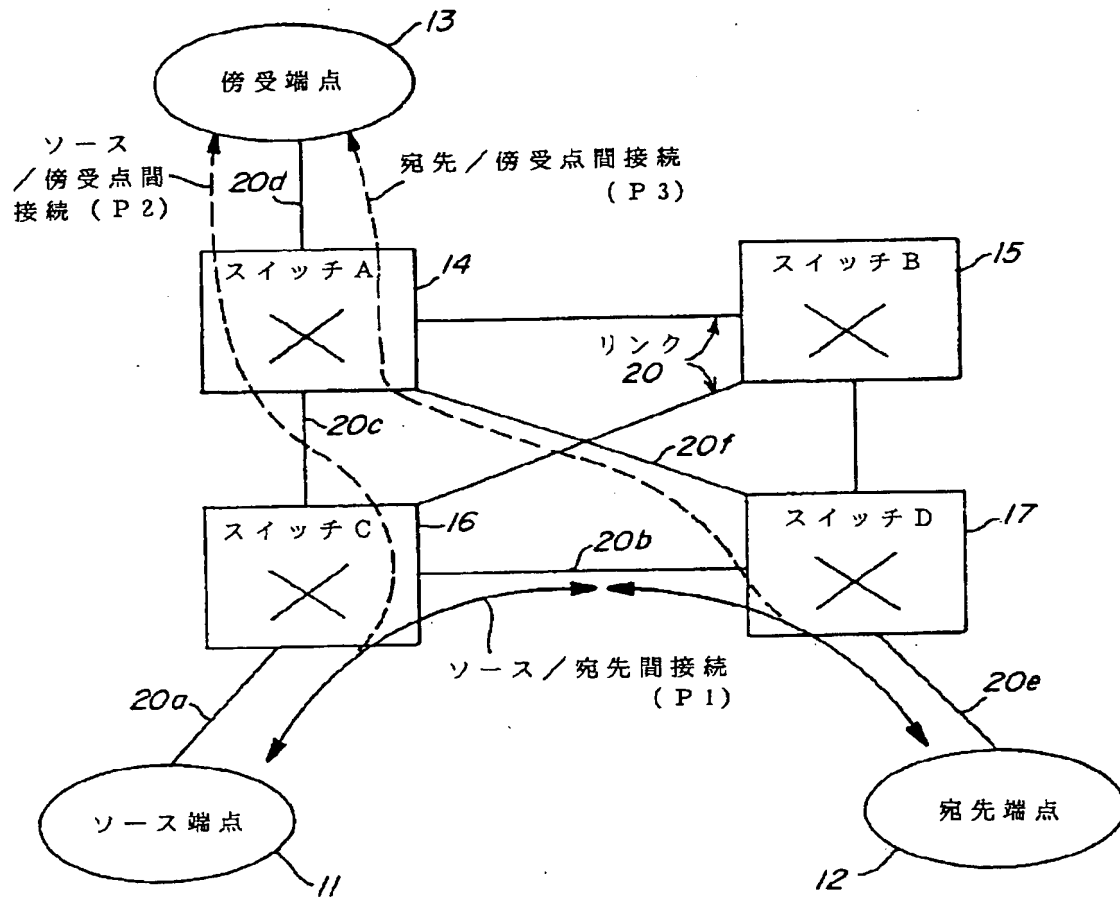 13
傍受端点
ソース
/傍受点間
接続(P2)
20d
宛先/傍受点間接続
(P3)
スイッチA
14
スイッチB
15
リンク
20
20c
20f
スイッチC
16
20b
スイッチD
17
ソース/宛先間接続
(P1)
20a
20e
ソース端点
11
宛先端点
12